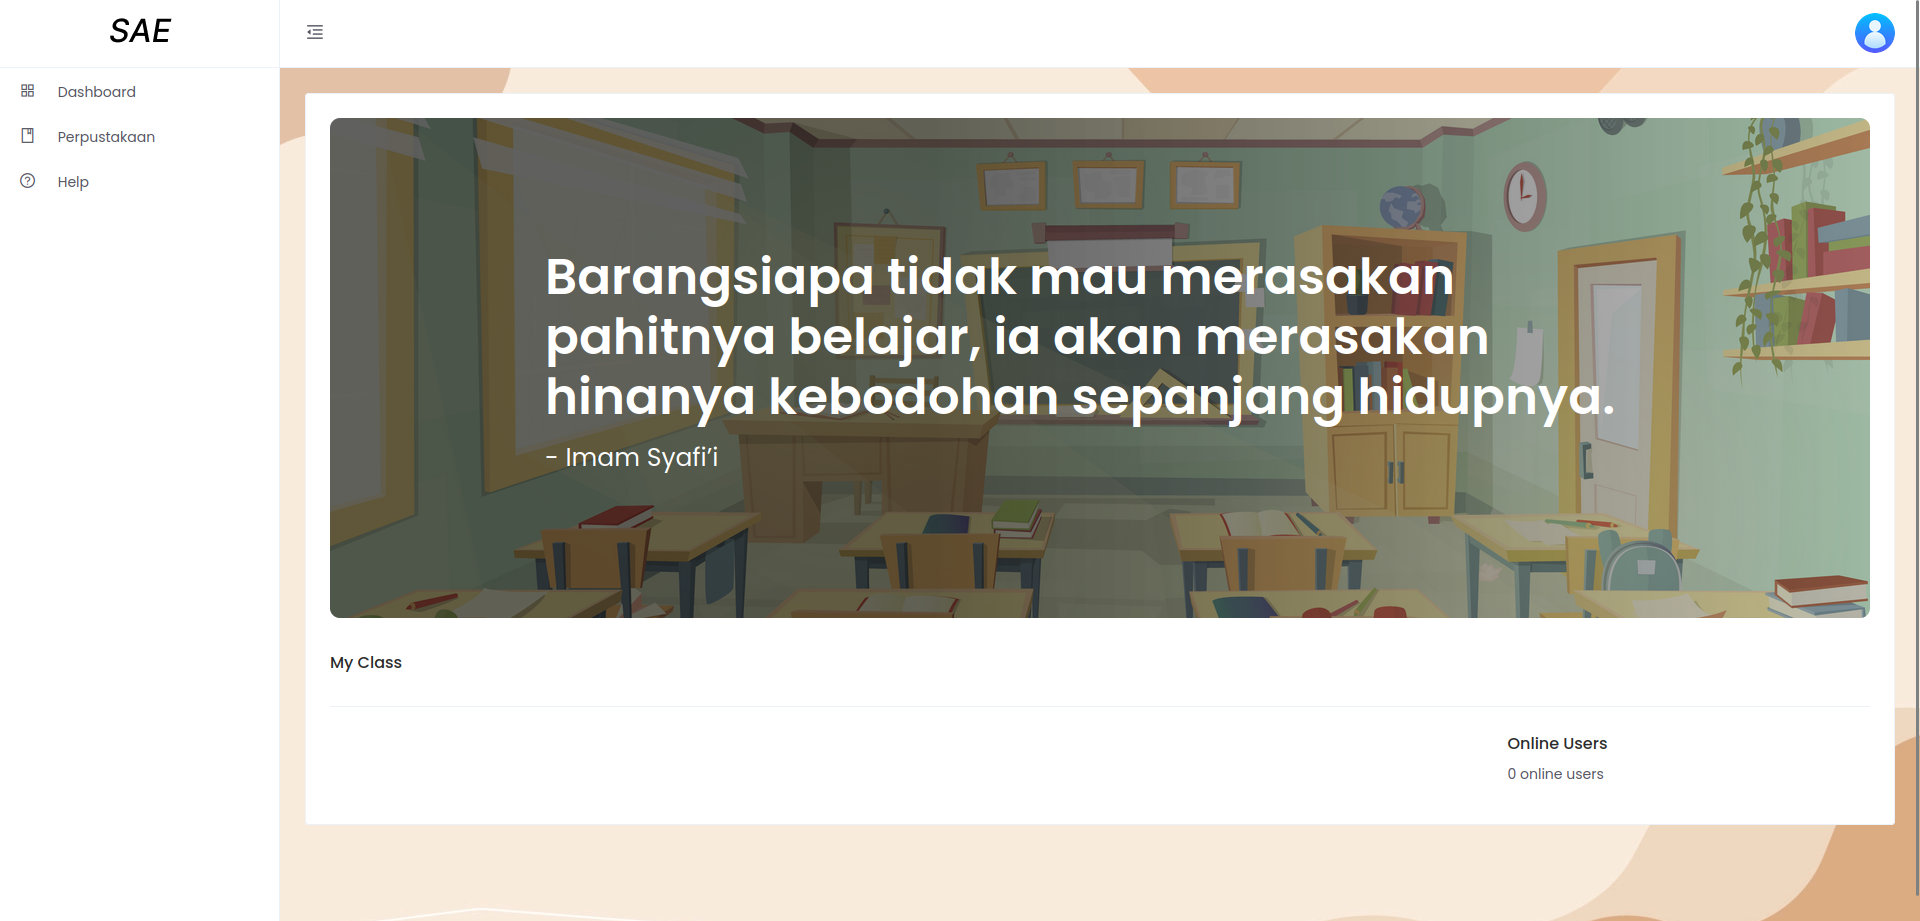 SAE
Dashboard
Perpustakaan
Help
Barangsiapa tidak mau merasakan
pahitnya belajar, ia akan merasakan
hinanya kebodohan sepanjang hidupnya.
- Imam Syafi’i
My Class
Online Users
0 online users